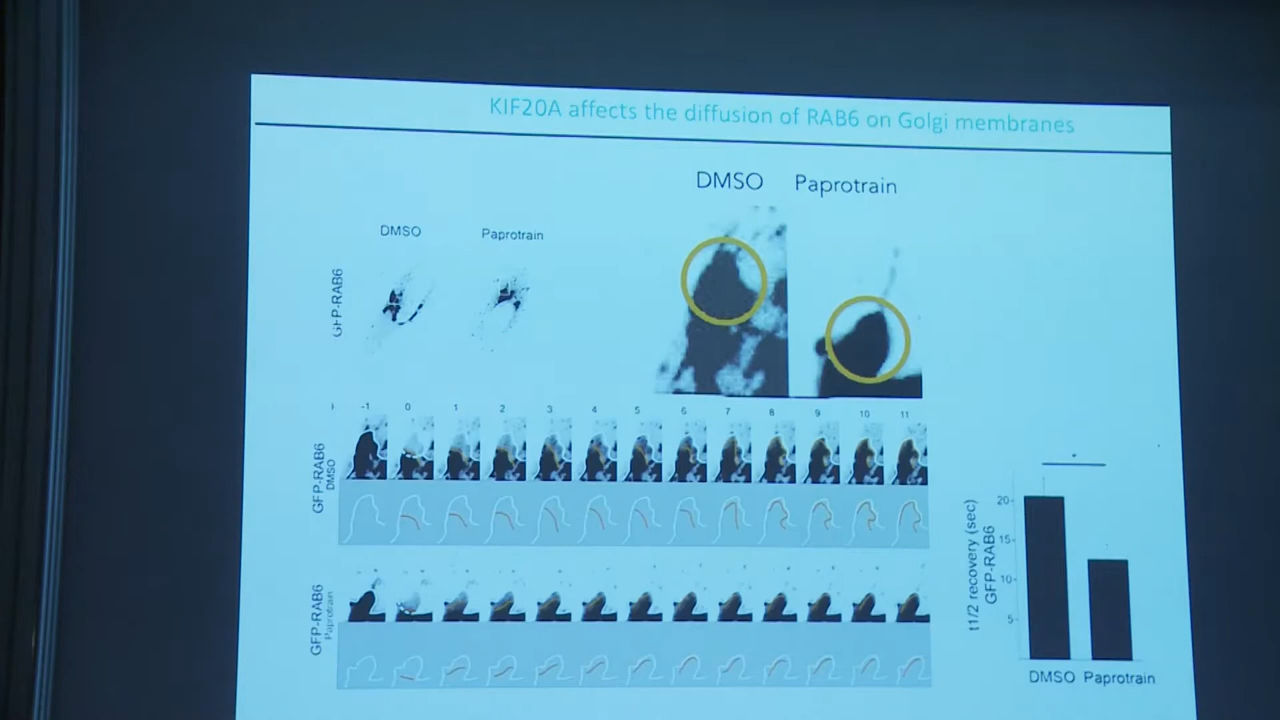 KIF20A affects the diffusion of RAB6 on Golgi membranes
DMSO Paprotrain
DMSO Paprotrain
GFP-RAB6
-1 0 1 2 3 4 5 6 7 8 9 10 11
GFP-RAB6
DMSO
GFP-RAB6
Paprotrain
t1/2 recovery (sec)
GFP-RAB6
20
15
10
5
*
DMSO Paprotrain